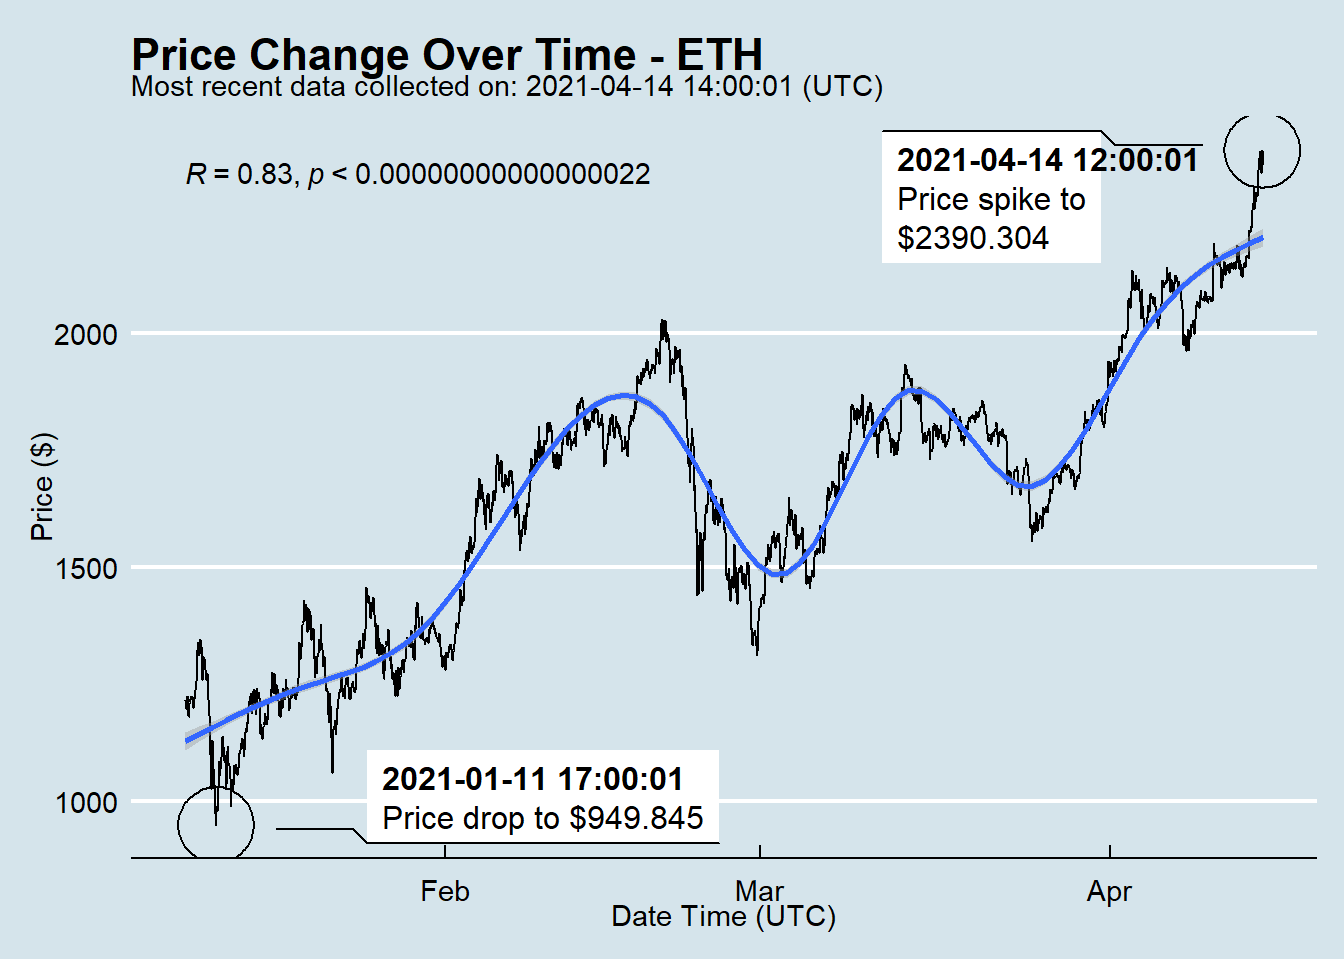 Price Change Over Time - ETH
Most recent data collected on: 2021-04-14 14:00:01 (UTC)
R = 0.83, p < 0.00000000000000022
2021-04-14 12:00:01
Price spike to
$2390.304
2000
1500
1000
Price ($)
2021-01-11 17:00:01
Price drop to $949.845
Feb
Mar
Apr
Date Time (UTC)